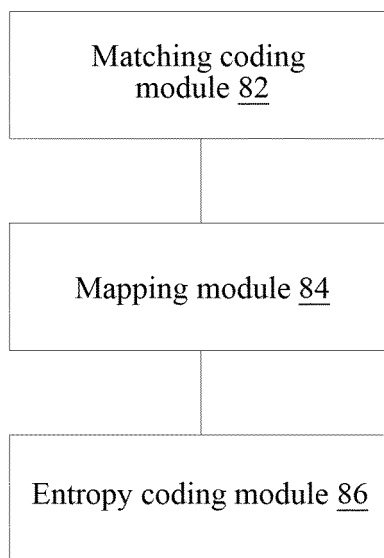 Matching coding
module 82
Mapping module 84
Entropy coding module 86